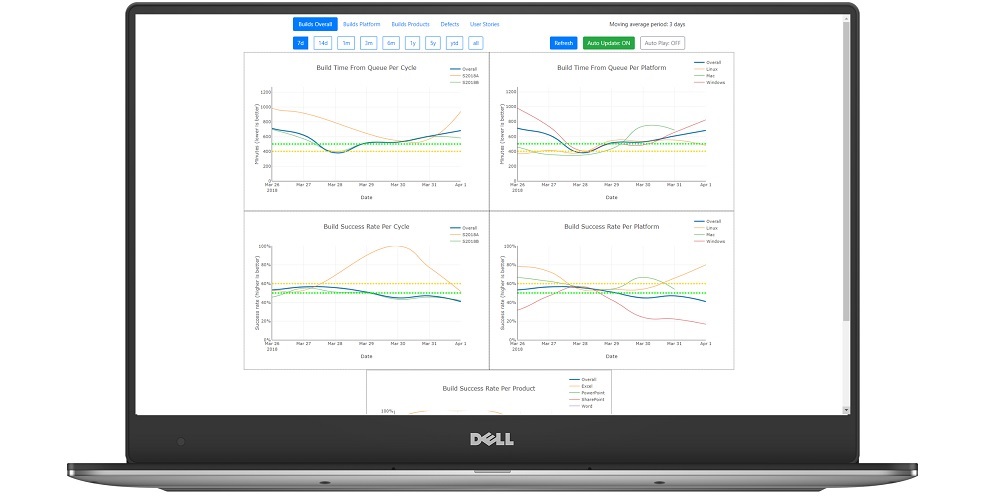 Builds Overall Builds Platform Builds Products Defects User Stories Moving average period: 3 days
7d 14d 1m 3m 6m 1y 5y ytd all Refresh Auto Update: ON Auto Play: OFF
Build Time From Queue Per Cycle
Overall
S2018A
S2018B
Minutes (lower is better)
1200
1000
800
600
400
200
0
Mar 26 Mar 27 Mar 28 Mar 29 Mar 30 Mar 31 Apr 1
2018
Date
Build Time From Queue Per Platform
Overall
Linux
Mac
Windows
Minutes (lower is better)
1200
1000
800
600
400
200
0
Mar 26 Mar 27 Mar 28 Mar 29 Mar 30 Mar 31 Apr 1
2018
Date
Build Success Rate Per Cycle
Overall
S2018A
S2018B
Success rate (higher is better)
100%
80%
60%
40%
20%
0%
Mar 26 Mar 27 Mar 28 Mar 29 Mar 30 Mar 31 Apr 1
2018
Date
Build Success Rate Per Platform
Overall
Linux
Mac
Windows
Success rate (higher is better)
100%
80%
60%
40%
20%
0%
Mar 26 Mar 27 Mar 28 Mar 29 Mar 30 Mar 31 Apr 1
2018
Date
Build Success Rate Per Product
Overall
Excel
PowerPoint
SharePoint
Word
100%
DELL